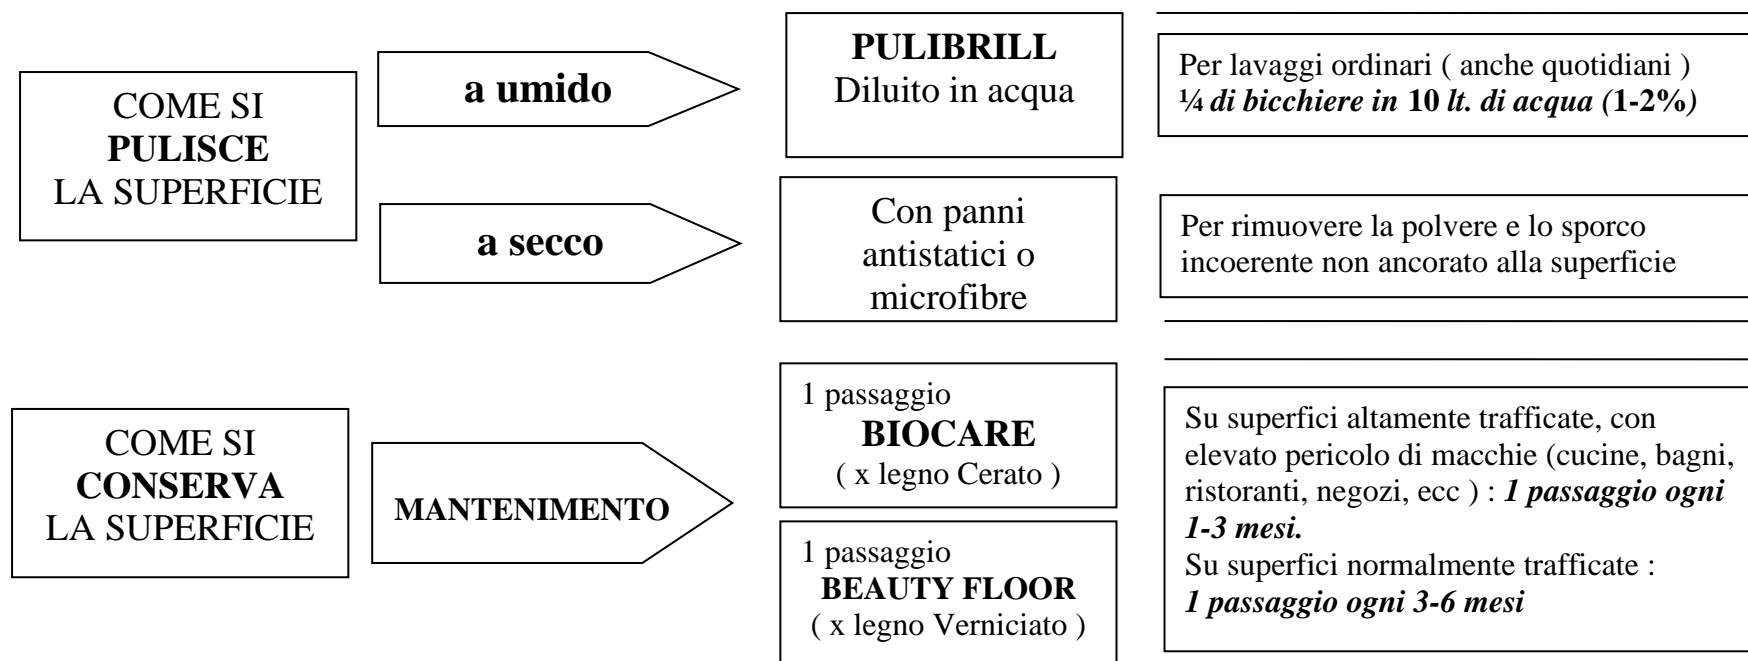 COME SI
PULISCE
LA SUPERFICIE
a umido
PULIBRILL
Diluito in acqua
Per lavaggi ordinari ( anche quotidiani )
¼ di bicchiere in 10 lt. di acqua (1-2%)
a secco
Con panni
antistatici o
microfibre
Per rimuovere la polvere e lo sporco
incoerente non ancorato alla superficie
COME SI
CONSERVA
LA SUPERFICIE
MANTENIMENTO
1 passaggio
BIOCARE
( x legno Cerato )
1 passaggio
BEAUTY FLOOR
( x legno Verniciato )
Su superfici altamente trafficate, con
elevato pericolo di macchie (cucine, bagni,
ristoranti, negozi, ecc ) : 1 passaggio ogni
1-3 mesi.
Su superfici normalmente trafficate :
1 passaggio ogni 3-6 mesi